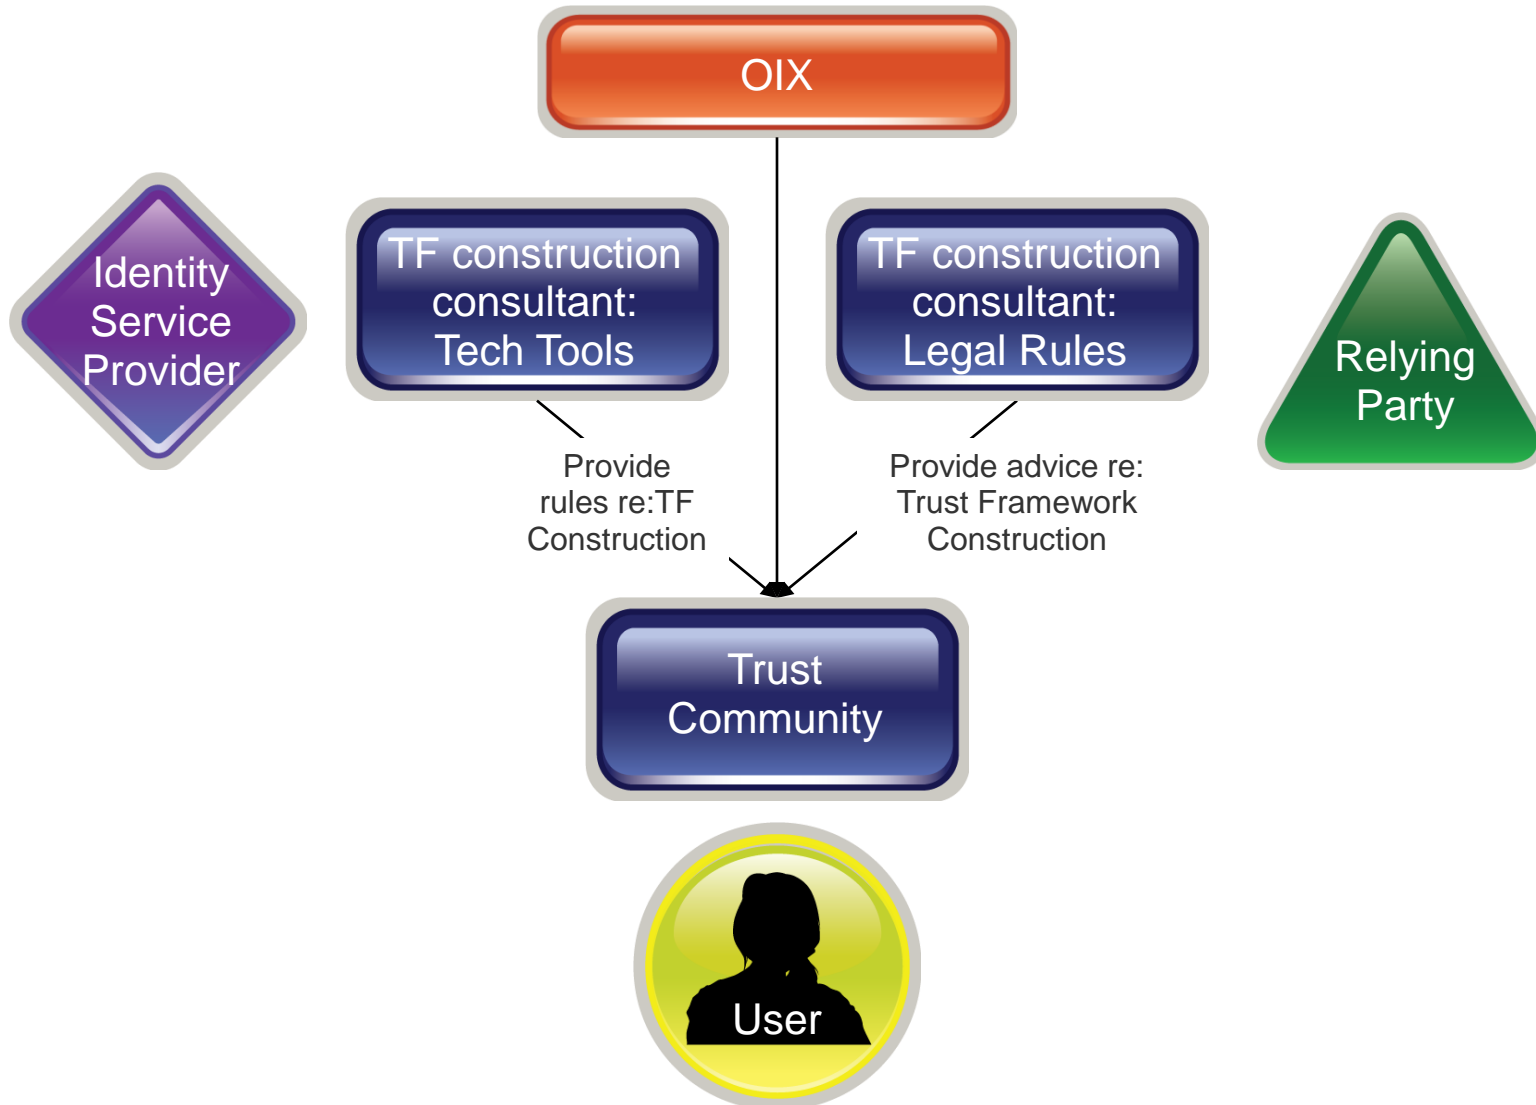 OIX
Identity
Service
Provider
TF construction
consultant:
Tech Tools
TF construction
consultant:
Legal Rules
Relying
Party
Provide
rules re:TF
Construction
Provide advice re:
Trust Framework
Construction
Trust
Community
User